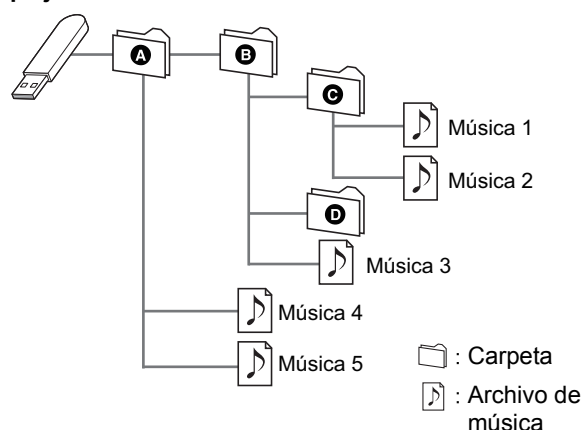 A
B
C
Música 1
Música 2
D
Música 3
Música 4
Música 5
: Carpeta
: Archivo de
música